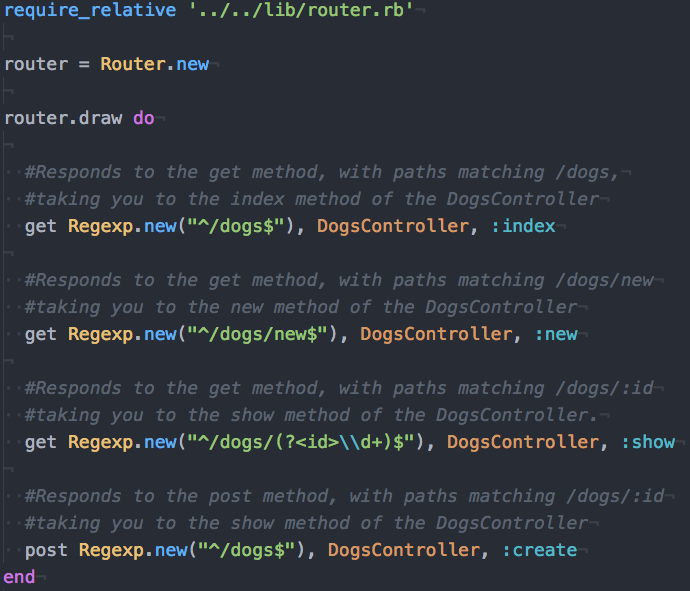 require_relative '../../lib/router.rb'
router = Router.new
router.draw do
#Responds to the get method, with paths matching /dogs,
#taking you to the index method of the DogsController
get Regexp.new("^/dogs$"), DogsController, :index
#Responds to the get method, with paths matching /dogs/new
#taking you to the new method of the DogsController
get Regexp.new("^/dogs/new$"), DogsController, :new
#Responds to the get method, with paths matching /dogs/:id
#taking you to the show method of the DogsController.
get Regexp.new("^/dogs/(?<id>\\d+)$"), DogsController, :show
#Responds to the post method, with paths matching /dogs/:id
#taking you to the show method of the DogsController
post Regexp.new("^/dogs$"), DogsController, :create
end